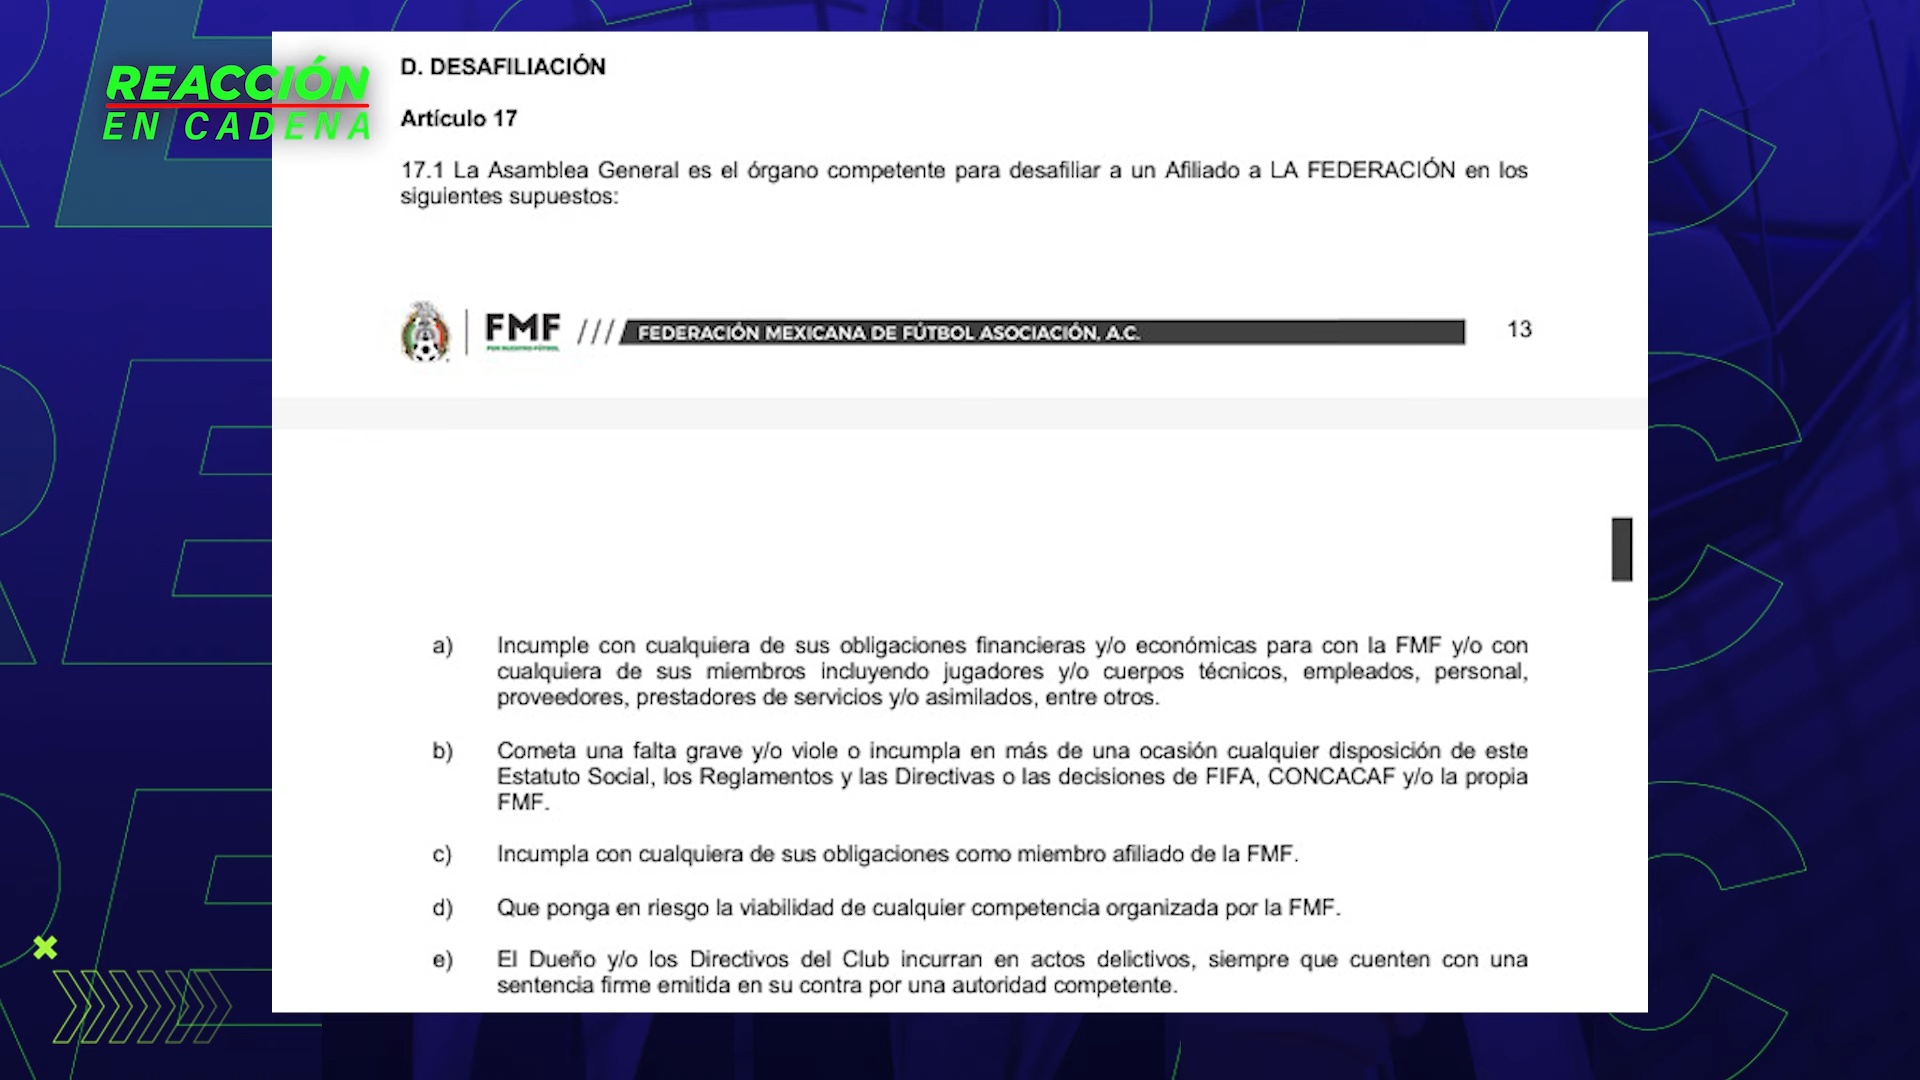 REACCIÓN
EN CADENA
D. DESAFILIACIÓN
Artículo 17
17.1 La Asamblea General es el órgano competente para desafiliar a un Afiliado a LA FEDERACIÓN en los
siguientes supuestos:
FMF
POR NUESTRO FÚTBOL
FEDERACIÓN MEXICANA DE FÚTBOL ASOCIACIÓN, A.C.
13
a) Incumple con cualquiera de sus obligaciones financieras y/o económicas para con la FMF y/o con
cualquiera de sus miembros incluyendo jugadores y/o cuerpos técnicos, empleados, personal,
proveedores, prestadores de servicios y/o asimilados, entre otros.
b) Cometa una falta grave y/o viole o incumpla en más de una ocasión cualquier disposición de este
Estatuto Social, los Reglamentos y las Directivas o las decisiones de FIFA, CONCACAF y/o la propia
FMF.
c) Incumpla con cualquiera de sus obligaciones como miembro afiliado de la FMF.
d) Que ponga en riesgo la viabilidad de cualquier competencia organizada por la FMF.
e) El Dueño y/o los Directivos del Club incurran en actos delictivos, siempre que cuenten con una
sentencia firme emitida en su contra por una autoridad competente.